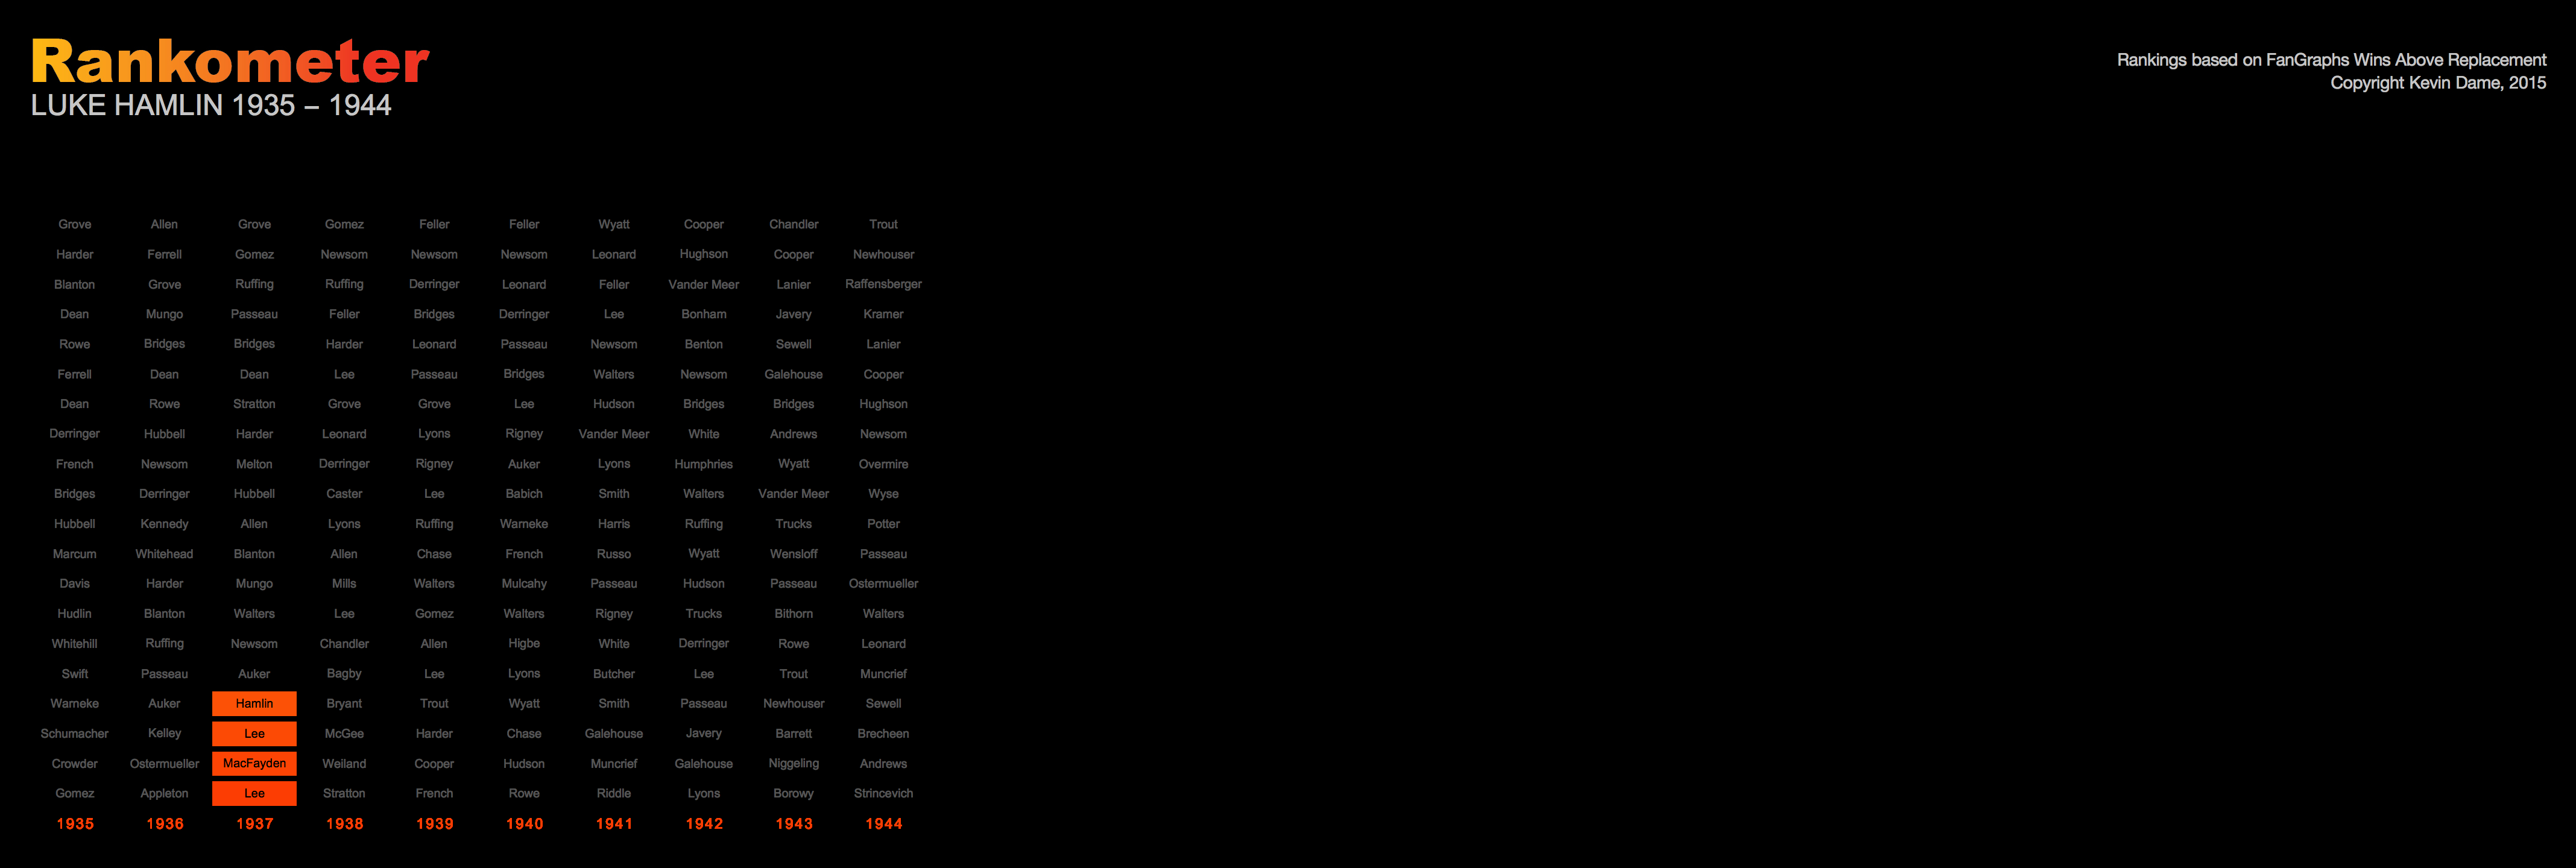 Rankometer
LUKE HAMLIN 1935 – 1944
Rankings based on FanGraphs Wins Above Replacement
Copyright Kevin Dame, 2015
Grove Allen Grove Gomez Feller Feller Wyatt Cooper Chandler Trout
Harder Ferrell Gomez Newsom Newsom Newsom Leonard Hughson Cooper Newhouser
Blanton Grove Ruffing Ruffing Derringer Leonard Feller Vander Meer Lanier Raffensberger
Dean Mungo Passeau Feller Bridges Derringer Lee Bonham Javery Kramer
Rowe Bridges Bridges Harder Leonard Passeau Newsom Benton Sewell Lanier
Ferrell Dean Dean Lee Passeau Bridges Walters Newsom Galehouse Cooper
Dean Rowe Stratton Grove Grove Lee Hudson Bridges Bridges Hughson
Derringer Hubbell Harder Leonard Lyons Rigney Vander Meer White Andrews Newsom
French Newsom Melton Derringer Rigney Auker Lyons Humphries Wyatt Overmire
Bridges Derringer Hubbell Caster Lee Babich Smith Walters Vander Meer Wyse
Hubbell Kennedy Allen Lyons Ruffing Warneke Harris Ruffing Trucks Potter
Marcum Whitehead Blanton Allen Chase French Russo Wyatt Wensloff Passeau
Davis Harder Mungo Mills Walters Mulcahy Passeau Hudson Passeau Ostermueller
Hudlin Blanton Walters Lee Gomez Walters Rigney Trucks Bithorn Walters
Whitehill Ruffing Newsom Chandler Allen Higbe White Derringer Rowe Leonard
Swift Passeau Auker Bagby Lee Lyons Butcher Lee Trout Muncrief
Warneke Auker Hamlin Bryant Trout Wyatt Smith Passeau Newhouser Sewell
Schumacher Kelley Lee McGee Harder Chase Galehouse Javery Barrett Brecheen
Crowder Ostermueller MacFayden Weiland Cooper Hudson Muncrief Galehouse Niggeling Andrews
Gomez Appleton Lee Stratton French Rowe Riddle Lyons Borowy Strincevich
1935 1936 1937 1938 1939 1940 1941 1942 1943 1944